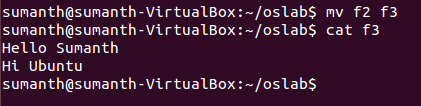 sumanth@sumanth-VirtualBox:~/oslab$ mv f2 f3
sumanth@sumanth-VirtualBox:~/oslab$ cat f3
Hello Sumanth
Hi Ubuntu
sumanth@sumanth-VirtualBox:~/oslab$